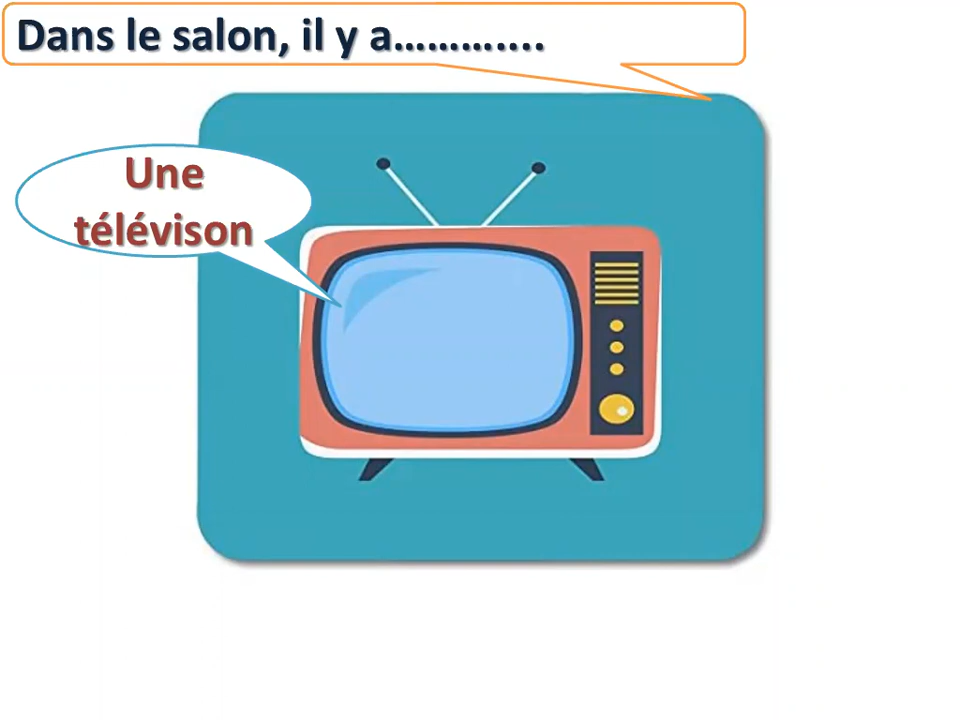 Dans le salon, il y a…………....
Une
télévison